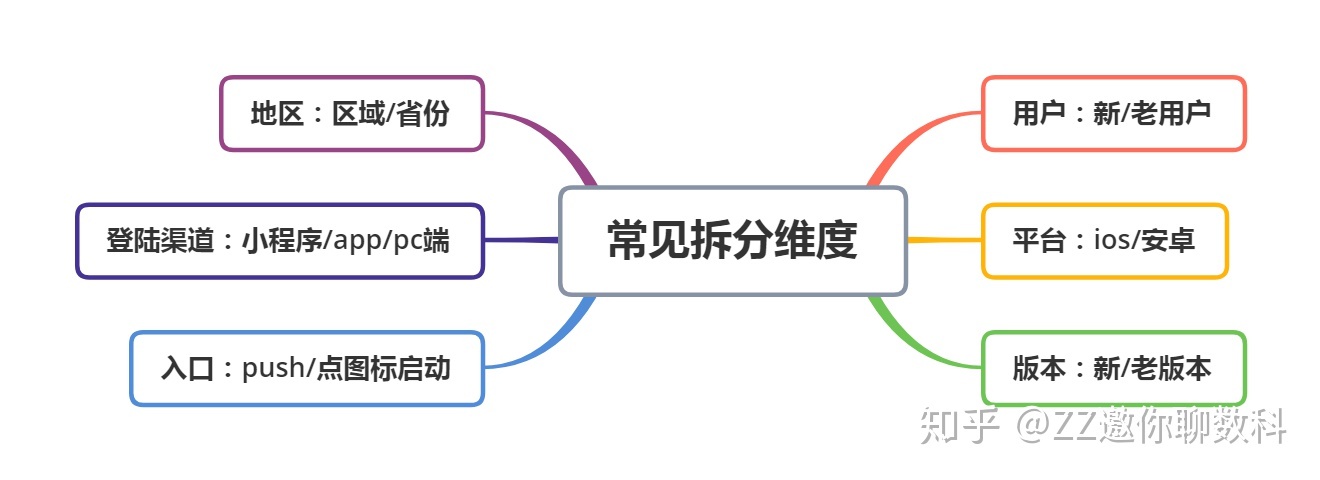 地区：区域/省份
用户：新/老用户
登陆渠道：小程序/app/pc端
常见拆分维度
平台：ios/安卓
入口：push/点图标启动
版本：新/老版本
知乎 @ZZ邀你聊数科